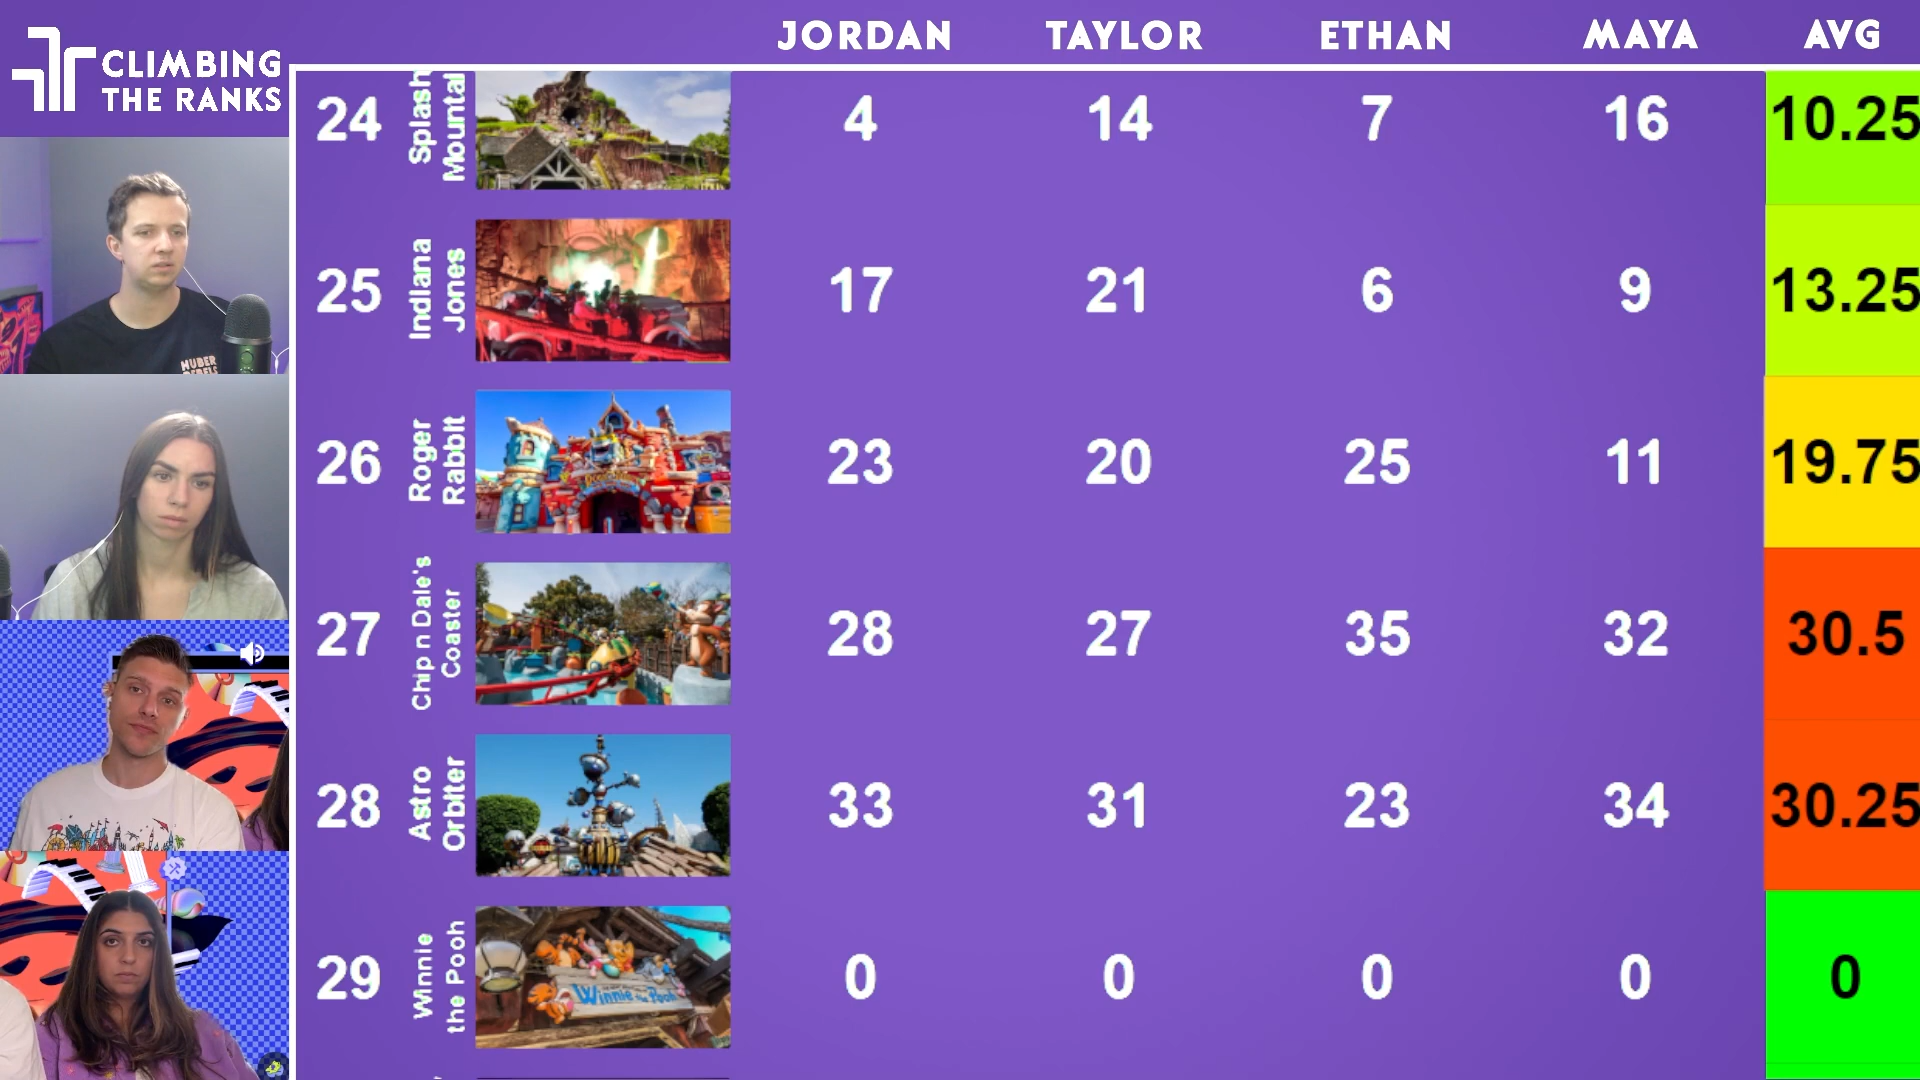 CLIMBING
THE RANKS
JORDAN TAYLOR ETHAN MAYA AVG
24 Splash 4 14 7 16 10.25
25 Indiana
Jones 17 21 6 9 13.25
26 Roger
Rabbit 23 20 25 11 19.75
27 Chip n Dale's
Coaster 28 27 35 32 30.5
28 Astro
Orbiter 33 31 23 34 30.25
29 Winnie
the Pooh 0 0 0 0 0
Winnie the Pooh